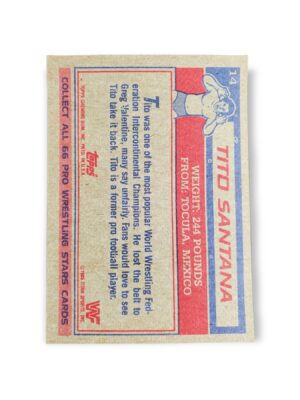 14
TITO SANTANA
WEIGHT: 244 POUNDS
FROM: TOCULA, MEXICO
Tito was one of the most popular World Wrestling Fed-
eration Intercontinental Champions. He lost the belt to
Greg Valentine, many say unfairly. Fans would love to see
Tito take it back. Tito is a former pro football player.
Topps
W
COLLECT ALL 66 PRO WRESTLING STARS CARDS